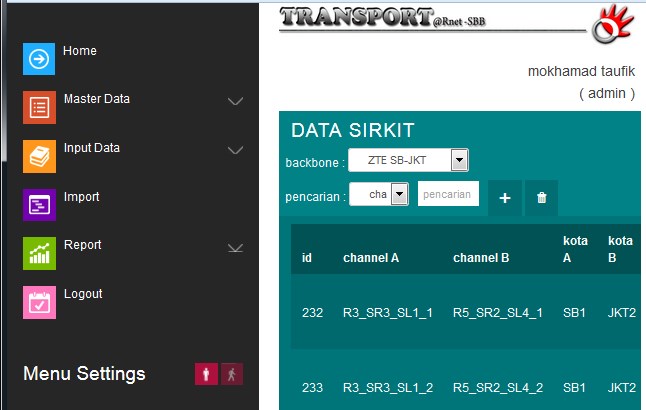 Home
Master Data
Input Data
Import
Report
Logout
Menu Settings
TRANSPORT@Rnet-SBB
mokhamad taufik
( admin )
DATA SIRKIT
backbone : ZTE SB-JKT
pencarian : cha pencarian +
id channel A channel B kota A kota B
232 R3_SR3_SL1_1 R5_SR2_SL4_1 SB1 JKT2
233 R3_SR3_SL1_2 R5_SR2_SL4_2 SB1 JKT2